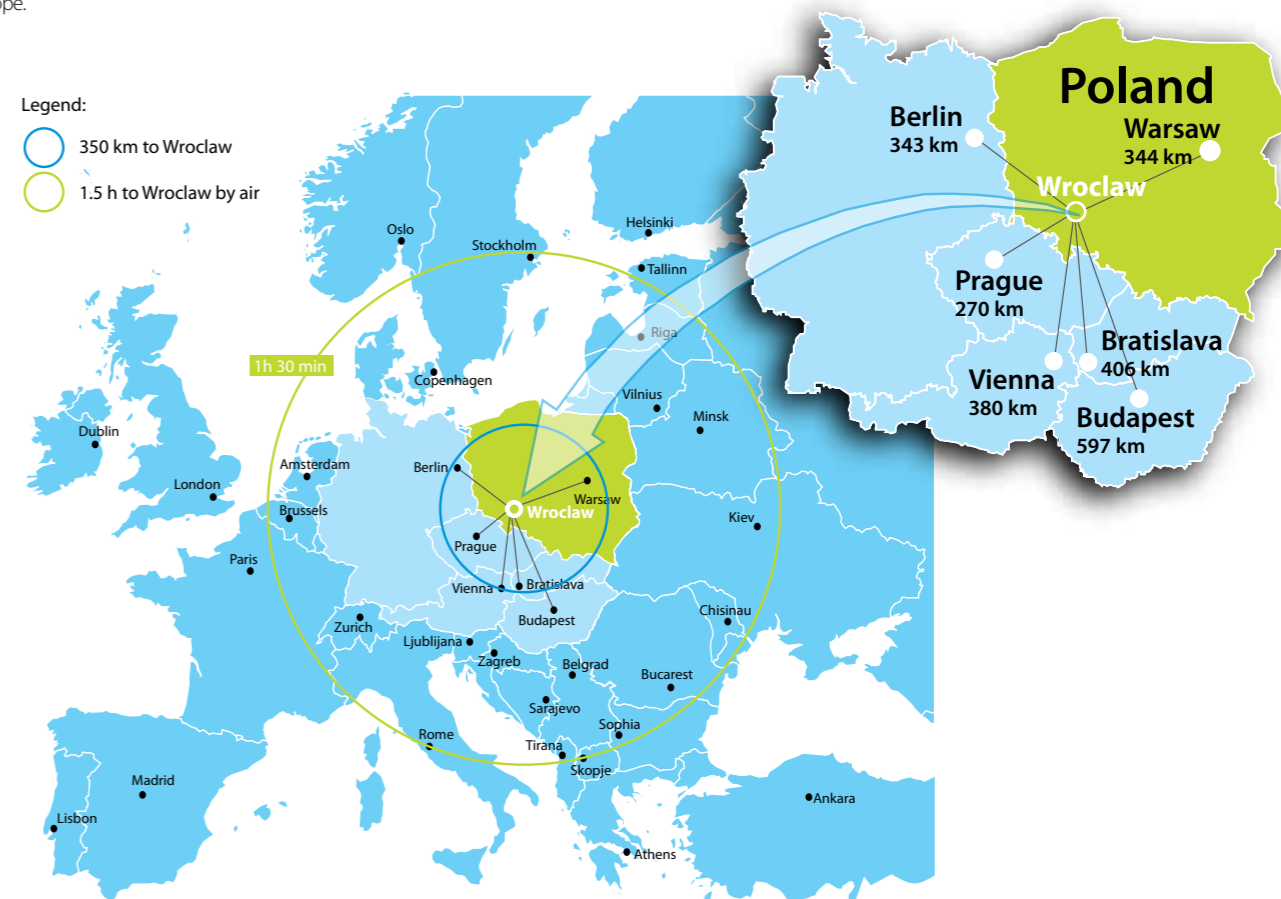 ope.
Legend:
350 km to Wroclaw
1.5 h to Wroclaw by air
Poland
Berlin
343 km
Warsaw
344 km
Wroclaw
Prague
270 km
Bratislava
406 km
Vienna
380 km
Budapest
597 km
Oslo
Stockholm
Helsinki
Tallinn
Riga
1h 30 min
Copenhagen
Vilnius
Minsk
Dublin
Amsterdam
Berlin
London
Warsaw
Brussels
Wroclaw
Kiev
Prague
Paris
Vienna
Bratislava
Budapest
Chisinau
Zurich
Ljublijana
Zagreb
Belgrad
Bucarest
Sarajevo
Sophia
Rome
Tirana
Skopje
Madrid
Ankara
Lisbon
Athens